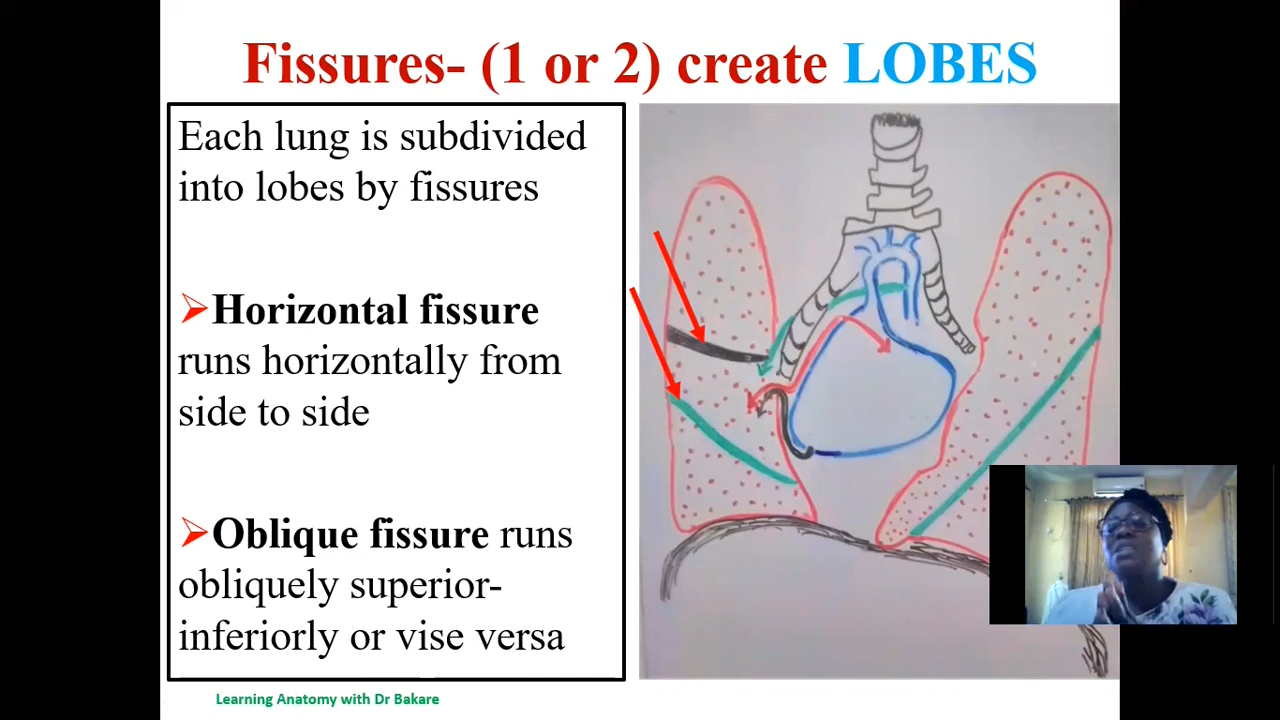 Fissures- (1 or 2) create LOBES
Each lung is subdivided
into lobes by fissures
Horizontal fissure
runs horizontally from
side to side
Oblique fissure runs
obliquely superior-
inferiorly or vise versa
Learning Anatomy with Dr Bakare